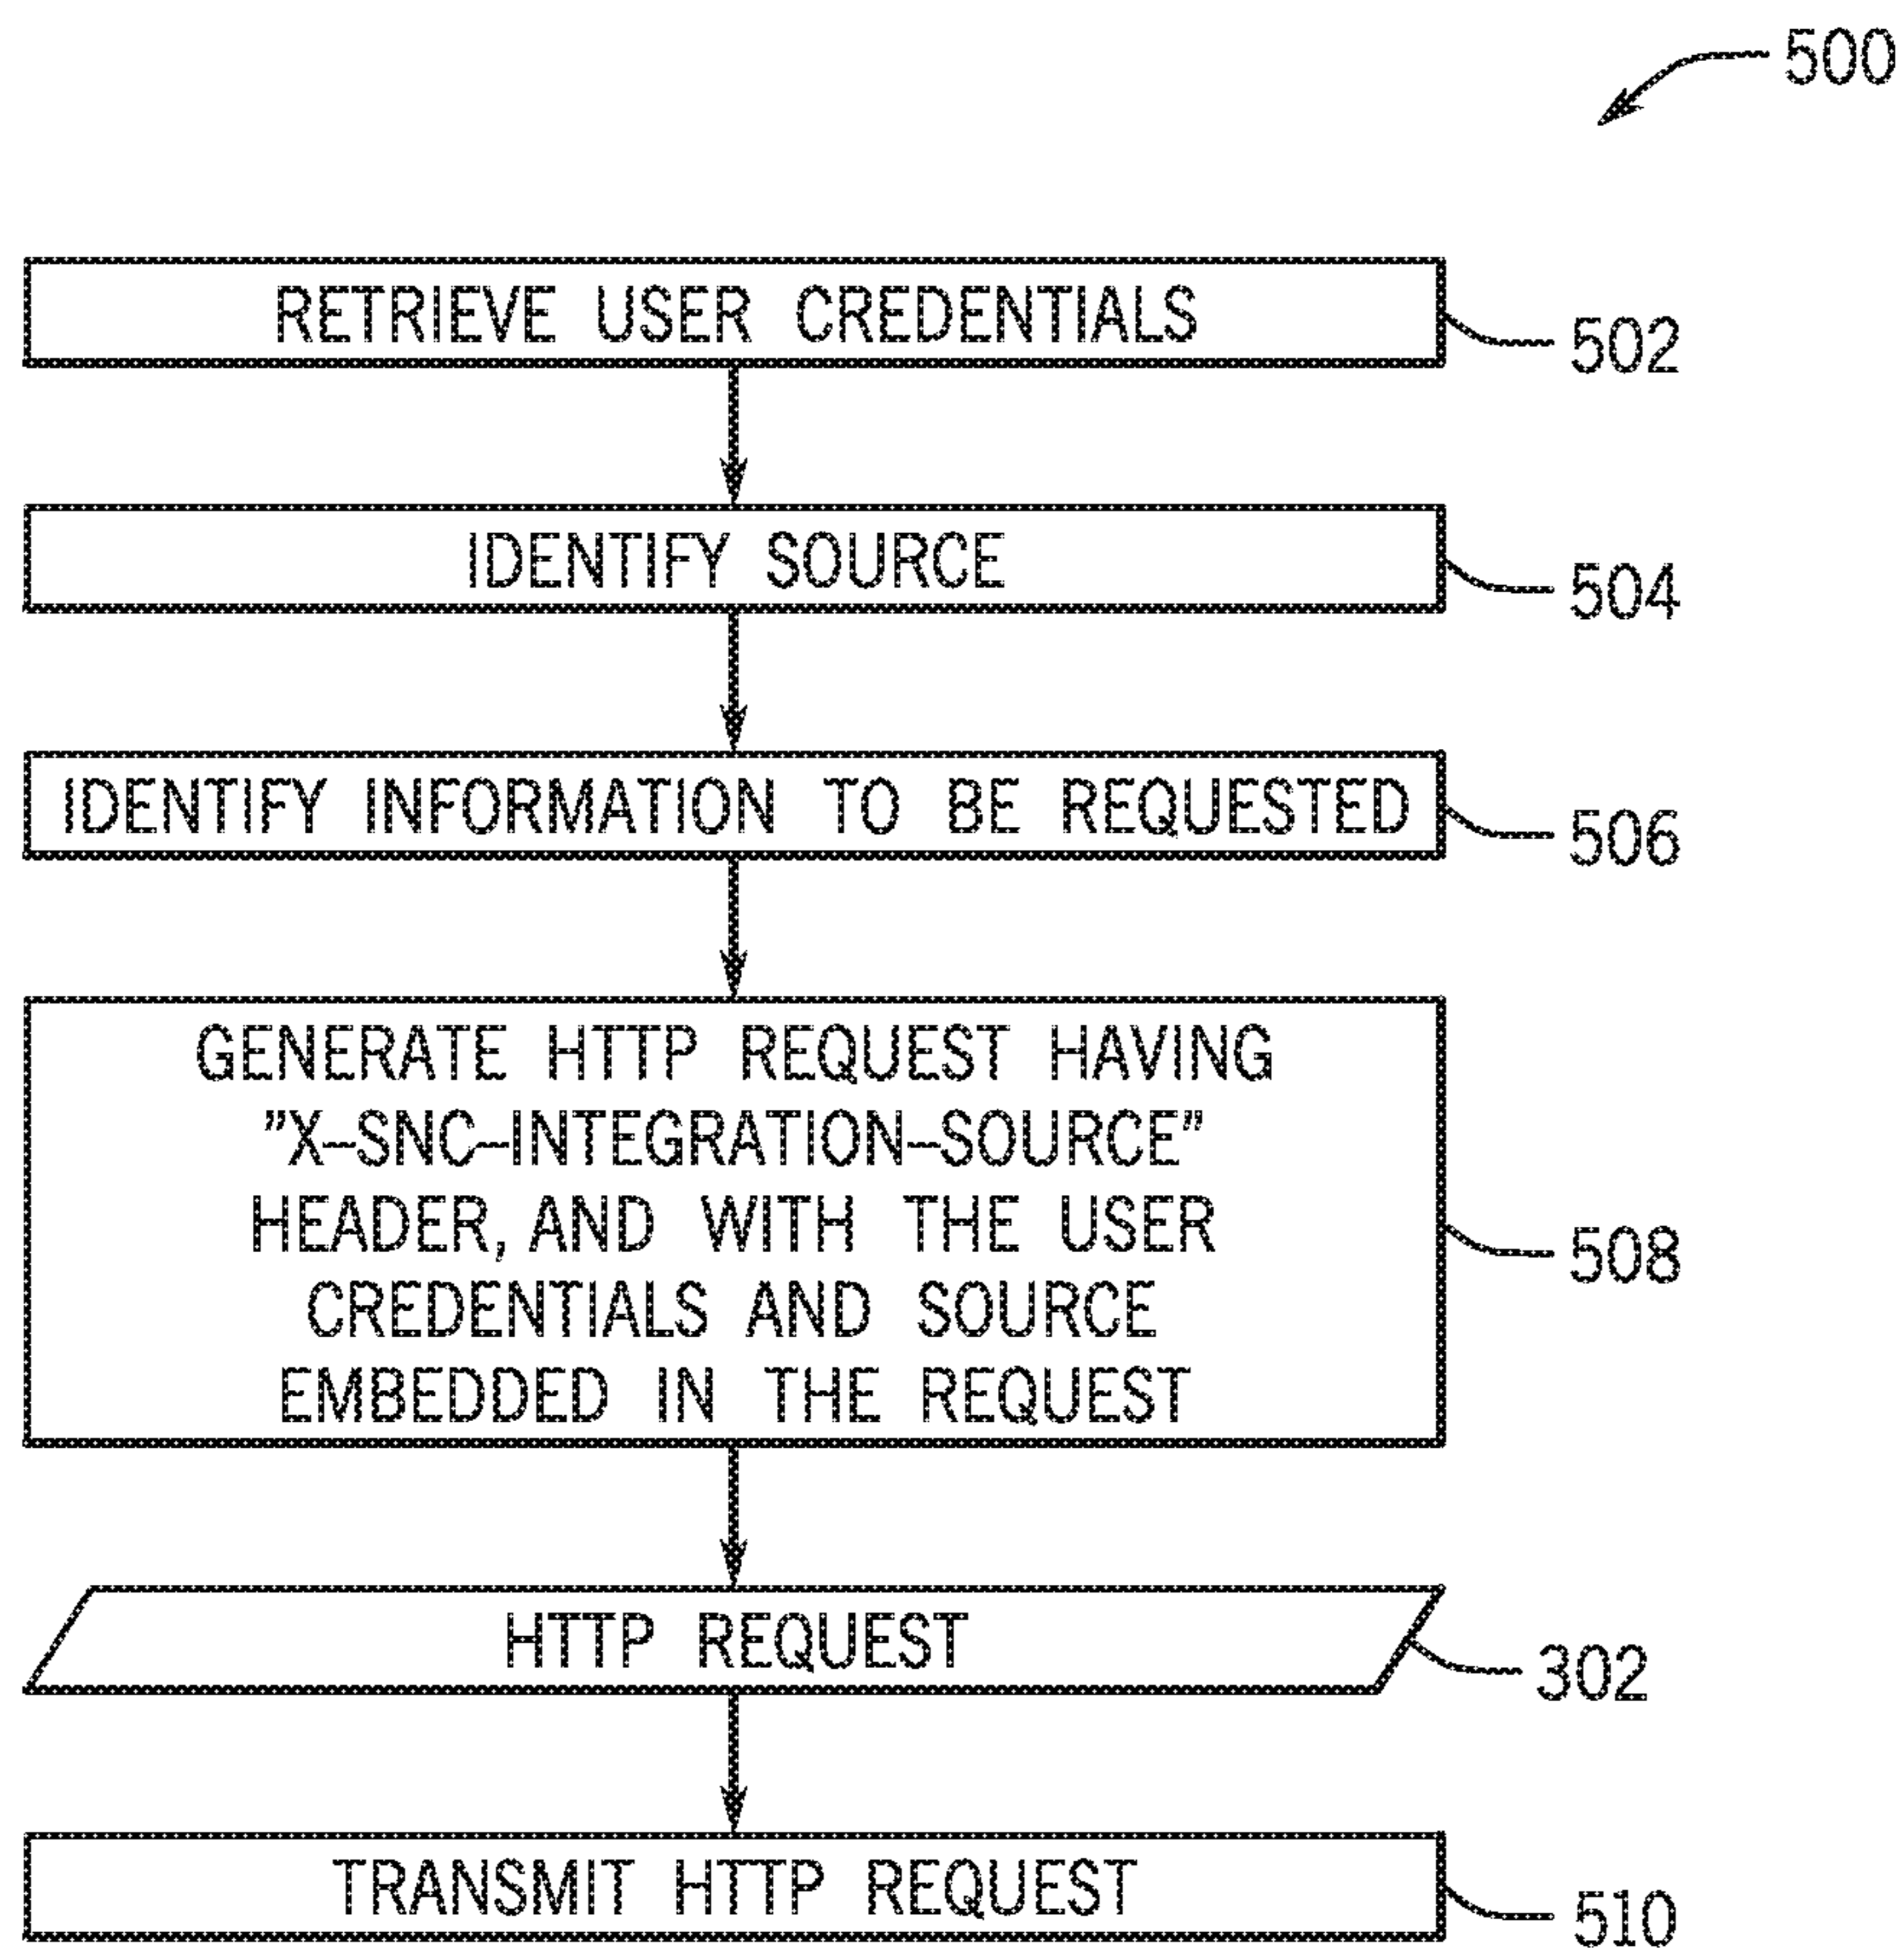 500
RETRIEVE USER CREDENTIALS
502
IDENTIFY SOURCE
504
IDENTIFY INFORMATION TO BE REQUESTED
506
GENERATE HTTP REQUEST HAVING
"X-SNC-INTEGRATION-SOURCE"
HEADER, AND WITH THE USER
CREDENTIALS AND SOURCE
EMBEDDED IN THE REQUEST
508
HTTP REQUEST
302
TRANSMIT HTTP REQUEST
510